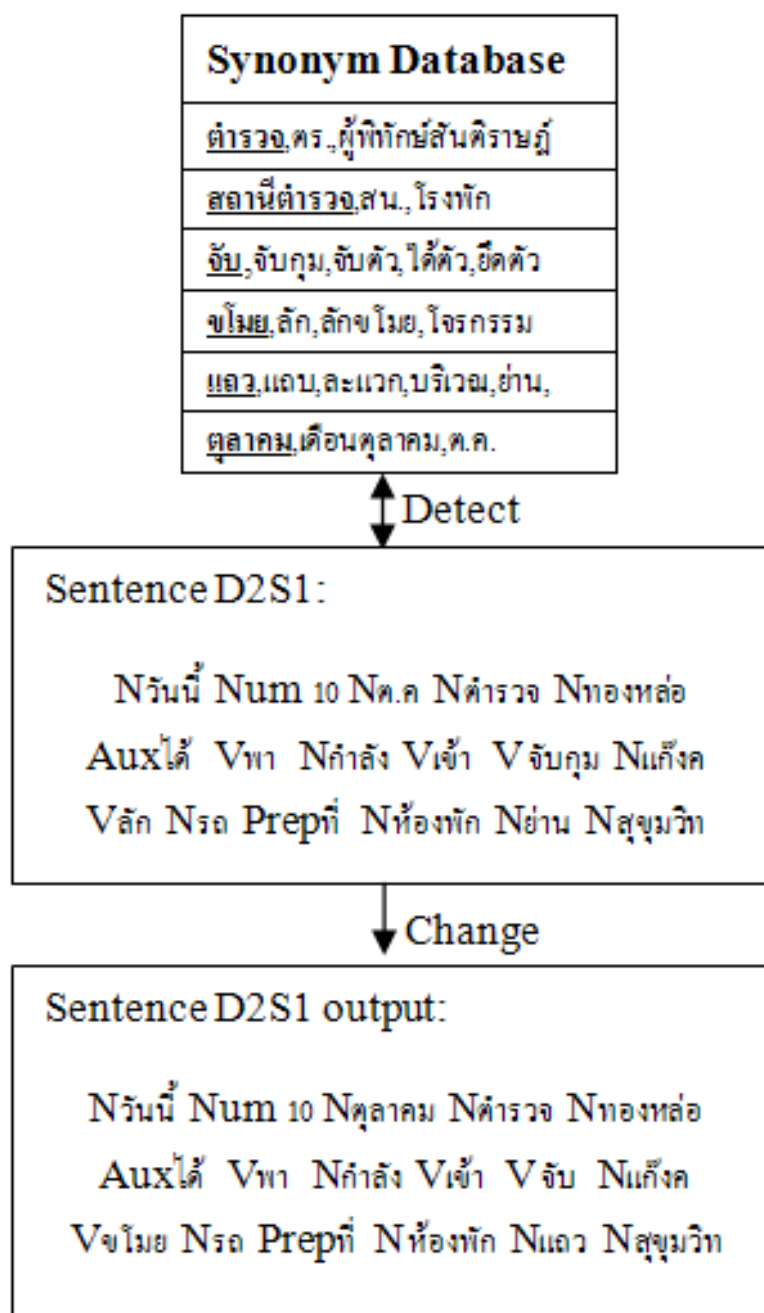 Synonym Database
ตำรวจ,ตร.,ผู้พิทักษ์สันติราษฎ์
สถานีตำรวจ,สน.,โรงพัก
จับ,จับกุม,จับตัว,ได้ตัว,ยึดตัว
ขโมย,ลัก,ลักขโมย,โจรกรรม
แถว,แถบ,ละแวก,บริเวณ,ย่าน,
ตุลาคม,เดือนตุลาคม,ต.ค.
Detect
Sentence D2S1:
Nวันนี้ Num 10 Nต.ค Nตำรวจ Nทองหล่อ
Auxได้ Vพา Nกำลัง Vเข้า Vจับกุม Nแก๊งค
Vลัก Nรถ Prepที่ Nห้องพัก Nย่าน Nสุขุมวิท
Change
Sentence D2S1 output:
Nวันนี้ Num 10 Nตุลาคม Nตำรวจ Nทองหล่อ
Auxได้ Vพา Nกำลัง Vเข้า Vจับ Nแก๊งค
Vขโมย Nรถ Prepที่ Nห้องพัก Nแถว Nสุขุมวิท